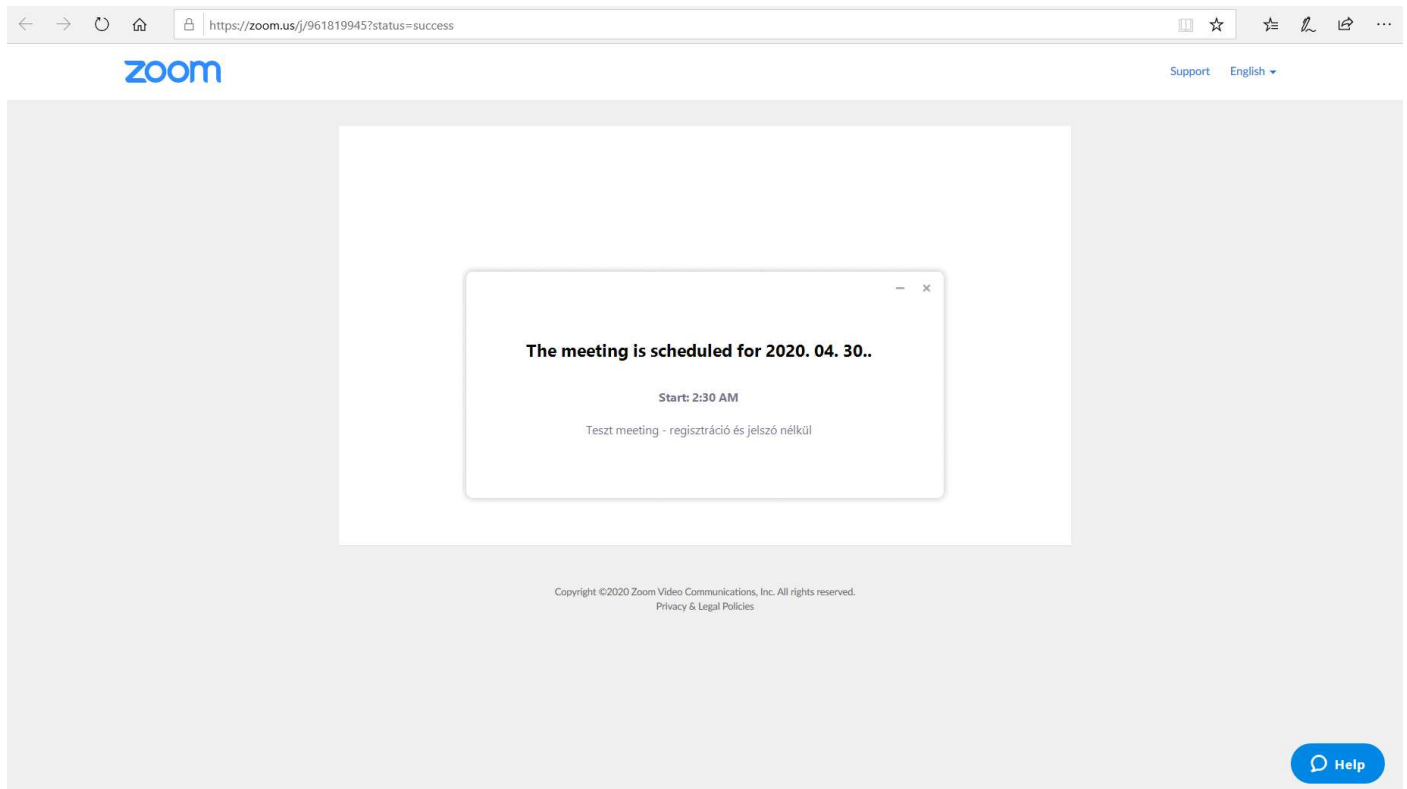 https://zoom.us/j/961819945?status=success
zoom
Support English
The meeting is scheduled for 2020. 04. 30..
Start: 2:30 AM
Teszt meeting - regisztráció és jelszó nélkül
Copyright ©2020 Zoom Video Communications, Inc. All rights reserved.
Privacy & Legal Policies
Help